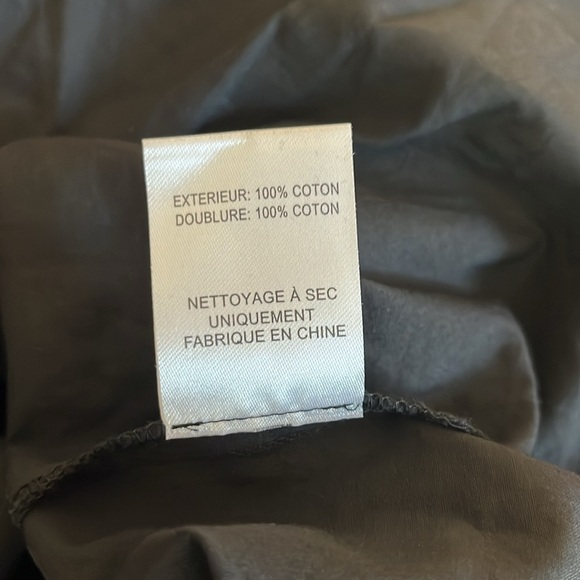 EXTERIEUR: 100% COTON
DOUBLURE: 100% COTON
NETTOYAGE À SEC
UNIQUEMENT
FABRIQUE EN CHINE